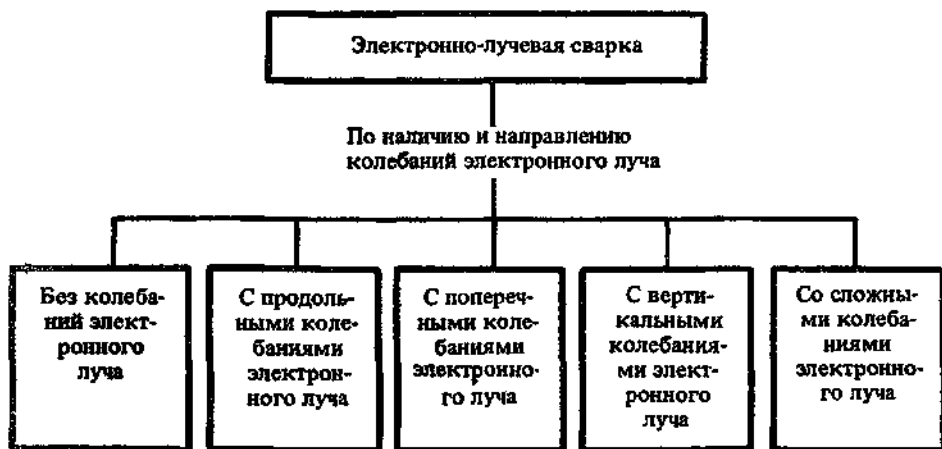 Электронно-лучевая сварка
По наличию и направлению
колебаний электронного луча
Без колеба-
ний элект-
ронного
луча
С продоль-
ными коле-
баниями
электрон-
ного луча
С попереч-
ными коле-
баниями
электронно-
го луча
С верти-
кальными
колебания-
ми элект-
ронного
луча
Со сложны-
ми колеба-
ниями
электронно-
го луча